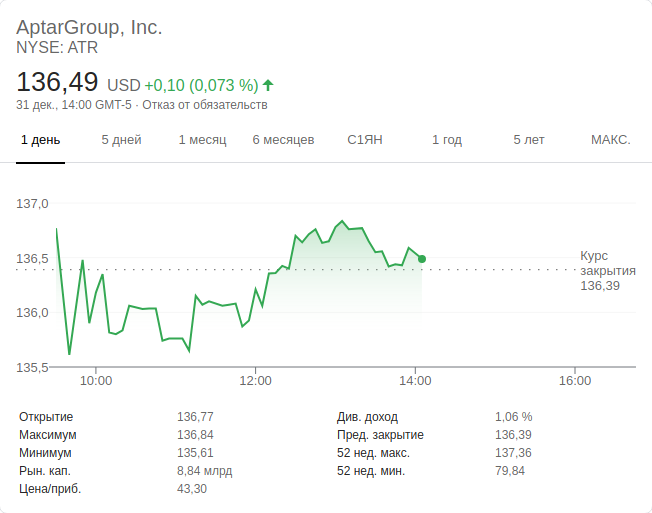 AptarGroup, Inc.
NYSE: ATR
136,49 USD +0,10 (0,073 %)
31 дек., 14:00 GMT-5 · Отказ от обязательств
1 день 5 дней 1 месяц 6 месяцев С1ЯН 1 год 5 лет МАКС.
137,0
136,5
136,0
135,5
Курс
закрытия
136,39
10:00 12:00 14:00 16:00
Открытие 136,77 Див. доход 1,06 %
Максимум 136,84 Пред. закрытие 136,39
Минимум 135,61 52 нед. макс. 137,36
Рын. кап. 8,84 млрд 52 нед. мин. 79,84
Цена/приб. 43,30